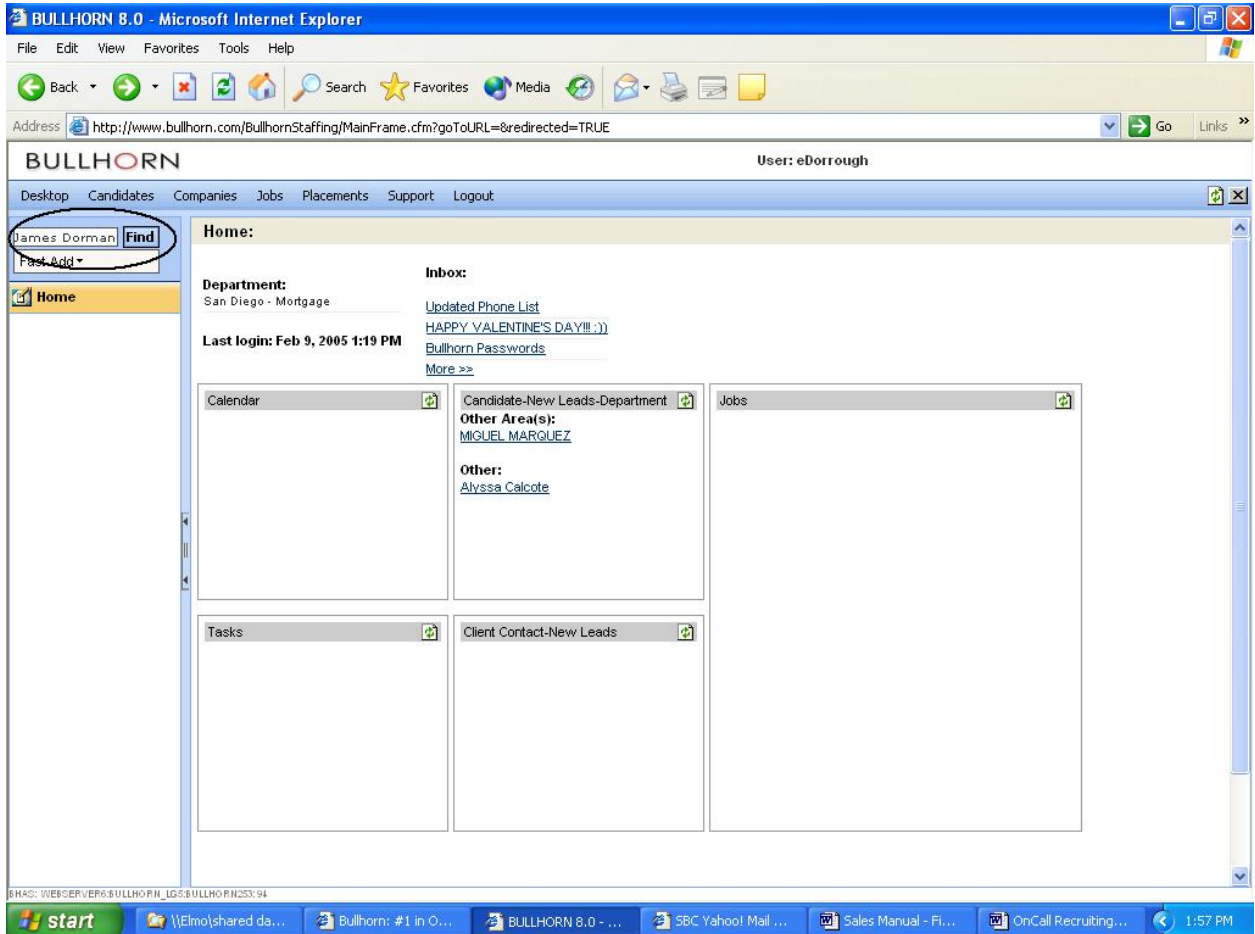 BULLHORN 8.0 - Microsoft Internet Explorer
File Edit View Favorites Tools Help
Back Search Favorites Media
Address http://www.bullhorn.com/BullhornStaffing/MainFrame.cfm?goToURL=&redirected=TRUE Go Links »
BULLHORN User: eDorrough
Desktop Candidates Companies Jobs Placements Support Logout
James Dorman Find
Fast Add
Home
Home:
Department:
San Diego - Mortgage
Last login: Feb 9, 2005 1:19 PM
Inbox:
Updated Phone List
HAPPY VALENTINE'S DAY!!! :))
Bullhorn Passwords
More >>
Calendar
Candidate-New Leads-Department
Other Area(s):
MIGUEL MARQUEZ
Other:
Alyssa Calcote
Jobs
Tasks
Client Contact-New Leads
BHAS: WEBSERVER6:BULLHORN_LG5:BULLHORN253: 94
start \\Elmo\shared da... Bullhorn: #1 in O... BULLHORN 8.0 - ... SBC Yahoo! Mail ... Sales Manual - Fi... OnCall Recruiting... 1:57 PM